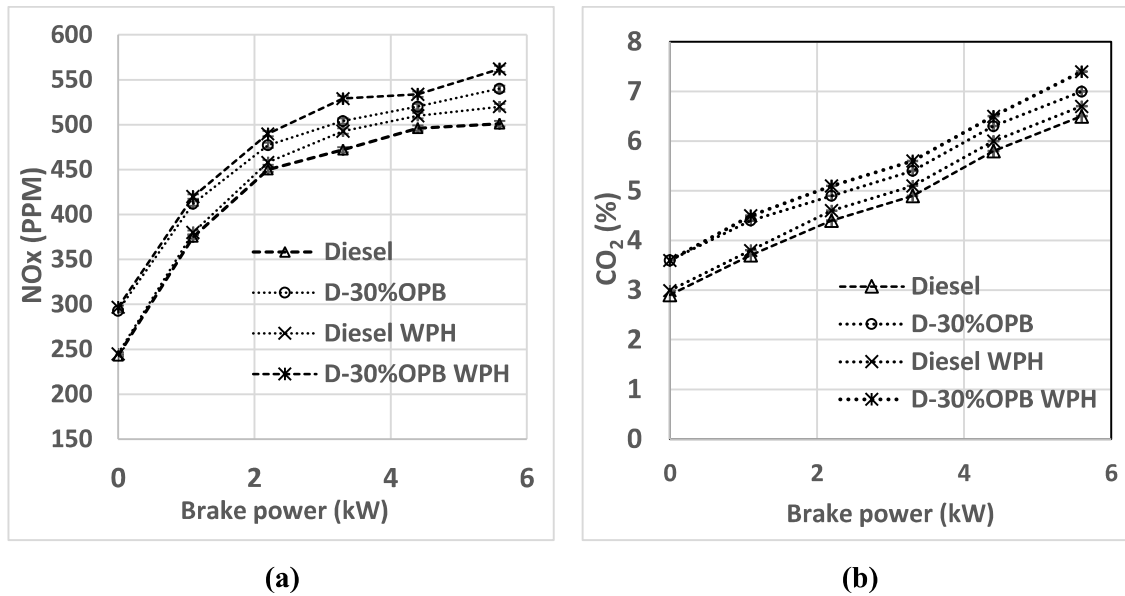 NOx (PPM)
600
550
500
450
400
350
300
250
200
150
0
2
4
6
Brake power (kW)
Diesel
D-30%OPB
Diesel WPH
D-30%OPB WPH
(a)
CO2 (%)
8
7
6
5
4
3
2
1
0
0
2
4
6
Brake power (kW)
Diesel
D-30%OPB
Diesel WPH
D-30%OPB WPH
(b)